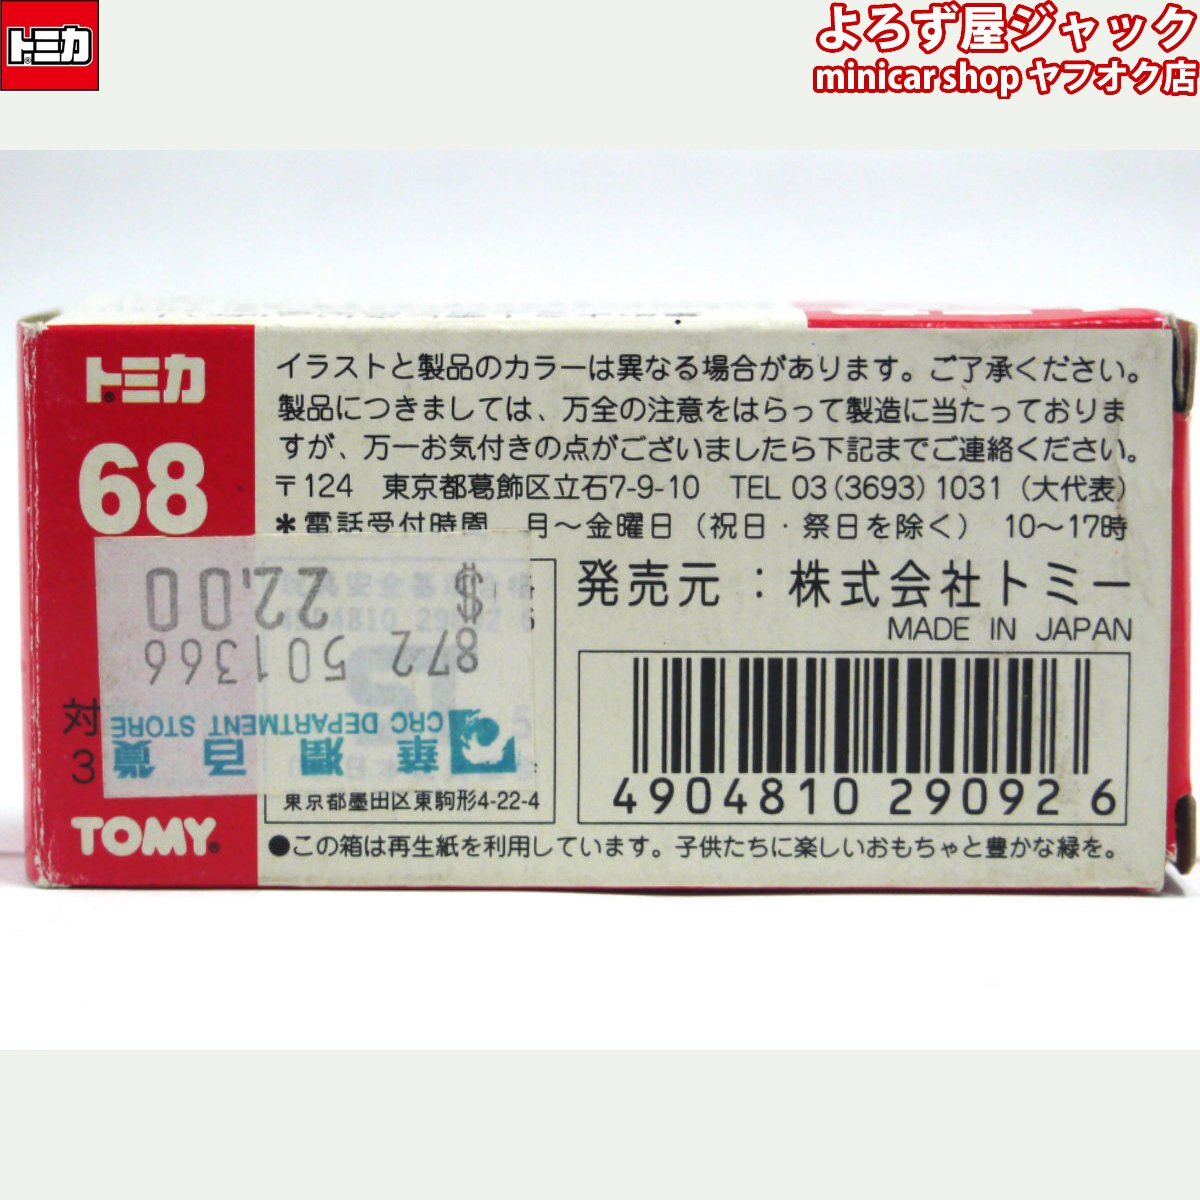 トミカ
よろず屋ジャック
minicar shop ヤフオク店
トミカ
68
イラストと製品のカラーは異なる場合があります。ご了承ください。
製品につきましては、万全の注意をはらって製造に当たっておりま
すが、万一お気付きの点がございましたら下記までご連絡ください。
〒124 東京都葛飾区立石7-9-10 TEL 03(3693)1031(大代表)
＊電話受付時間 月〜金曜日(祝日・祭日を除く) 10〜17時
発売元:株式会社トミー
MADE IN JAPAN
4904810 29092 6
華潤百貨
CRC DEPARTMENT STORE
872 501366
$ 22.00
対
3
東京都墨田区東駒形4-22-4
TOMY
●この箱は再生紙を利用しています。子供たちに楽しいおもちゃと豊かな緑を。